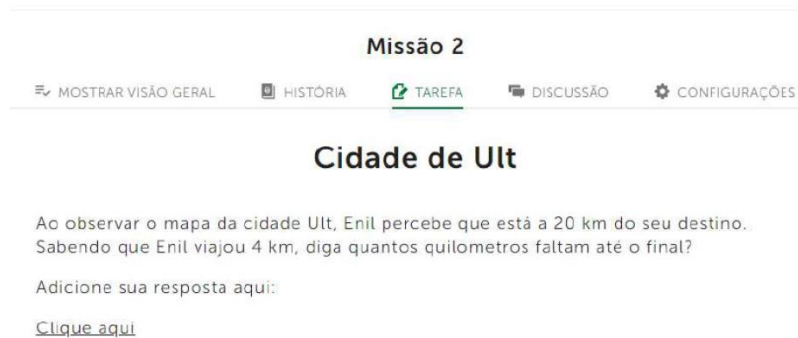 Missão 2
MOSTRAR VISÃO GERAL HISTÓRIA TAREFA DISCUSSÃO CONFIGURAÇÕES
Cidade de Ult
Ao observar o mapa da cidade Ult, Enil percebe que está a 20 km do seu destino.
Sabendo que Enil viajou 4 km, diga quantos quilometros faltam até o final?
Adicione sua resposta aqui:
Clique aqui